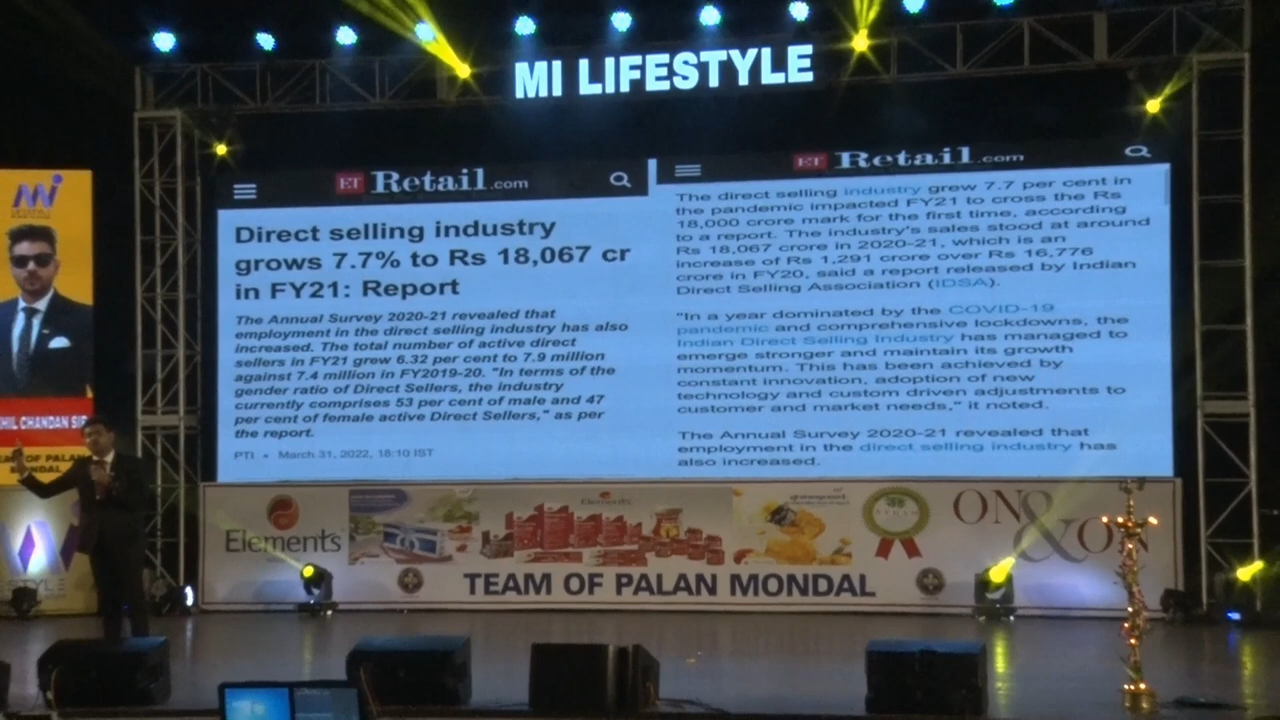 MI LIFESTYLE
ET Retail.com
Direct selling industry
grows 7.7% to Rs 18,067 cr
in FY21: Report
The Annual Survey 2020-21 revealed that
employment in the direct selling industry has also
increased. The total number of active direct
sellers in FY21 grew 6.32 per cent to 7.9 million
against 7.4 million in FY2019-20. "In terms of the
gender ratio of Direct Sellers, the industry
currently comprises 53 per cent of male and 47
per cent of female active Direct Sellers," as per
the report.
PTI • March 31, 2022, 18:10 IST
ET Retail.com
The direct selling industry grew 7.7 per cent in
the pandemic impacted FY21 to cross the Rs
18,000 crore mark for the first time, according
to a report. The industry's sales stood at around
Rs 18,067 crore in 2020-21, which is an
increase of Rs 1,291 crore over Rs 16,776
crore in FY20, said a report released by Indian
Direct Selling Association (IDSA).
"In a year dominated by the COVID-19
pandemic and comprehensive lockdowns, the
Indian Direct Selling Industry has managed to
emerge stronger and maintain its growth
momentum. This has been achieved by
constant innovation, adoption of new
technology and custom driven adjustments to
customer and market needs," it noted.
The Annual Survey 2020-21 revealed that
employment in the direct selling industry has
also increased.
HIL CHANDAN SIR
AM OF PALAN
MONDAL
ESTYLE
Elements
Elements
ON & ON
TEAM OF PALAN MONDAL